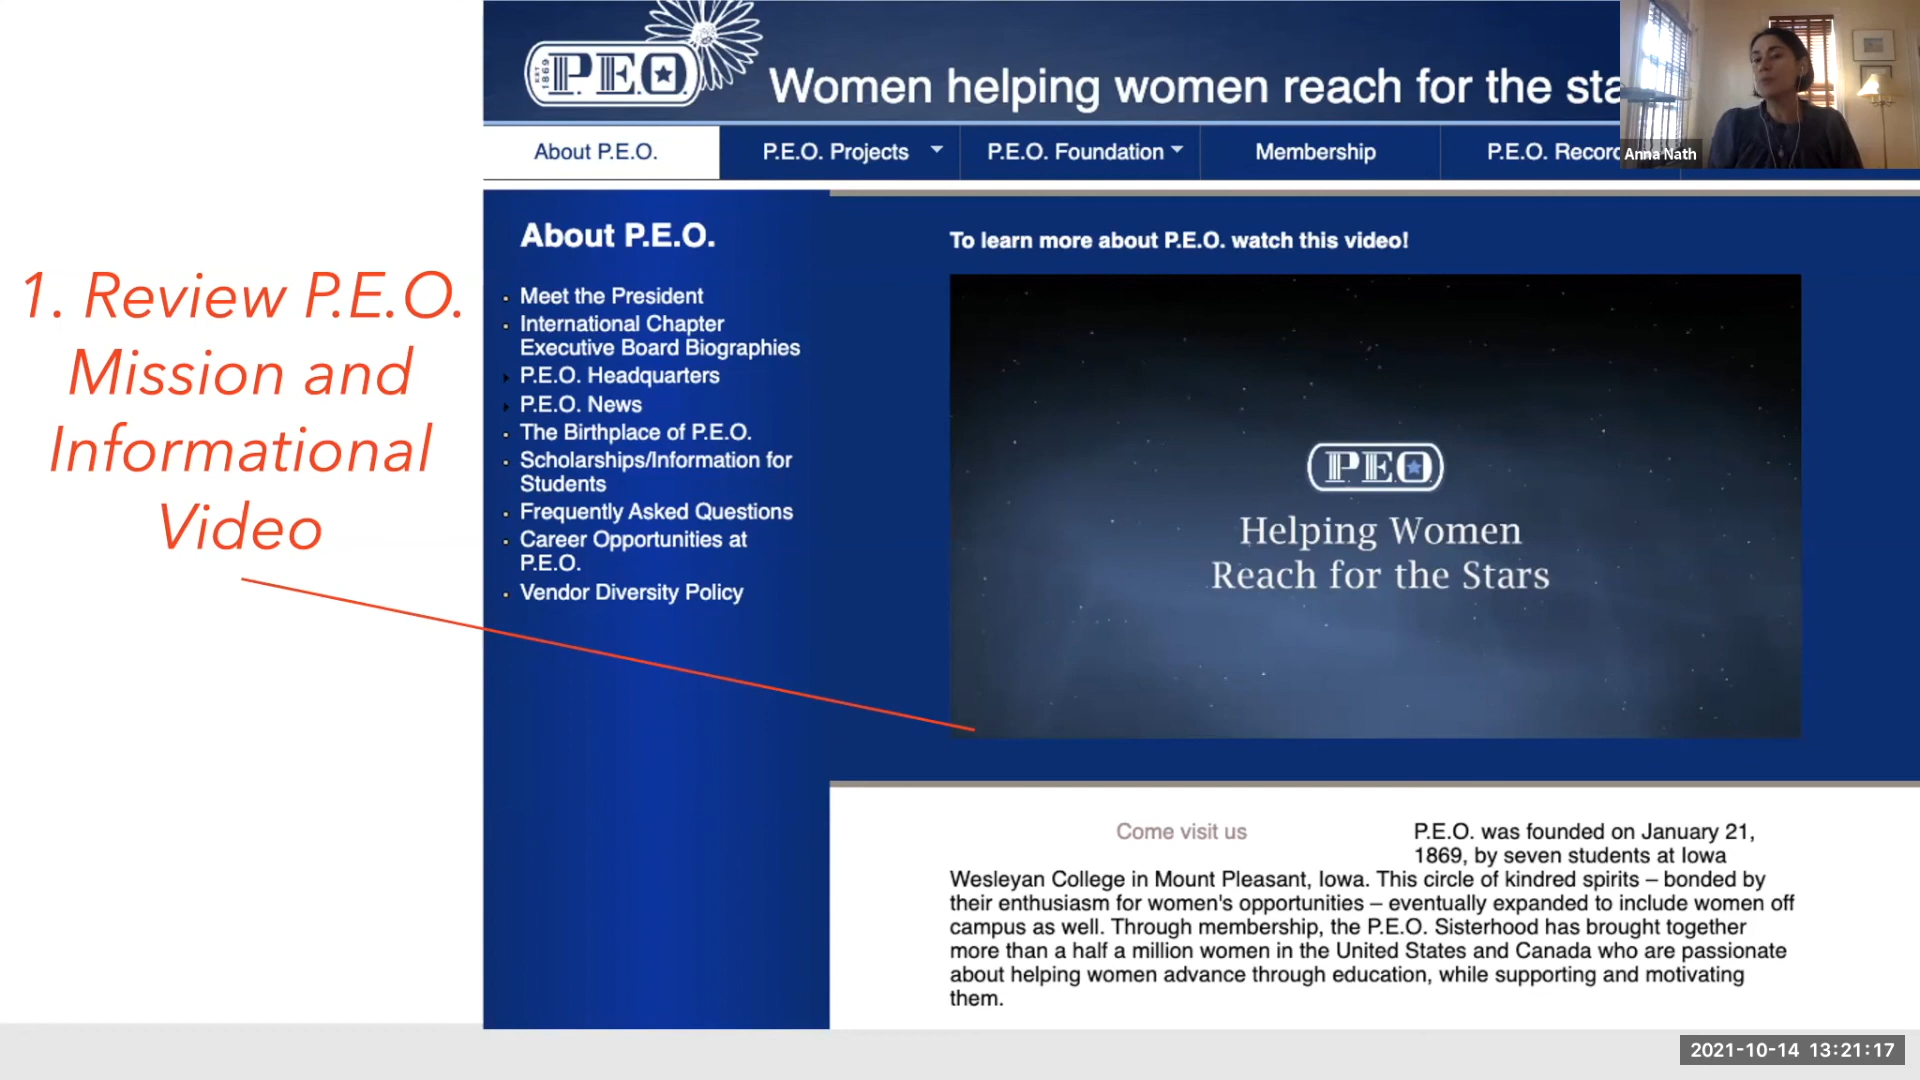 EST 1869 P.E.O.
Women helping women reach for the sta
Anna Nath
About P.E.O.
P.E.O. Projects
P.E.O. Foundation
Membership
P.E.O. Recor
1. Review P.E.O.
Mission and
Informational
Video
About P.E.O.
Meet the President
International Chapter
Executive Board Biographies
P.E.O. Headquarters
P.E.O. News
The Birthplace of P.E.O.
Scholarships/Information for
Students
Frequently Asked Questions
Career Opportunities at
P.E.O.
Vendor Diversity Policy
To learn more about P.E.O. watch this video!
P.E.O.
Helping Women
Reach for the Stars
Come visit us
P.E.O. was founded on January 21,
1869, by seven students at Iowa
Wesleyan College in Mount Pleasant, Iowa. This circle of kindred spirits – bonded by
their enthusiasm for women's opportunities – eventually expanded to include women off
campus as well. Through membership, the P.E.O. Sisterhood has brought together
more than a half a million women in the United States and Canada who are passionate
about helping women advance through education, while supporting and motivating
them.
2021-10-14 13:21:17